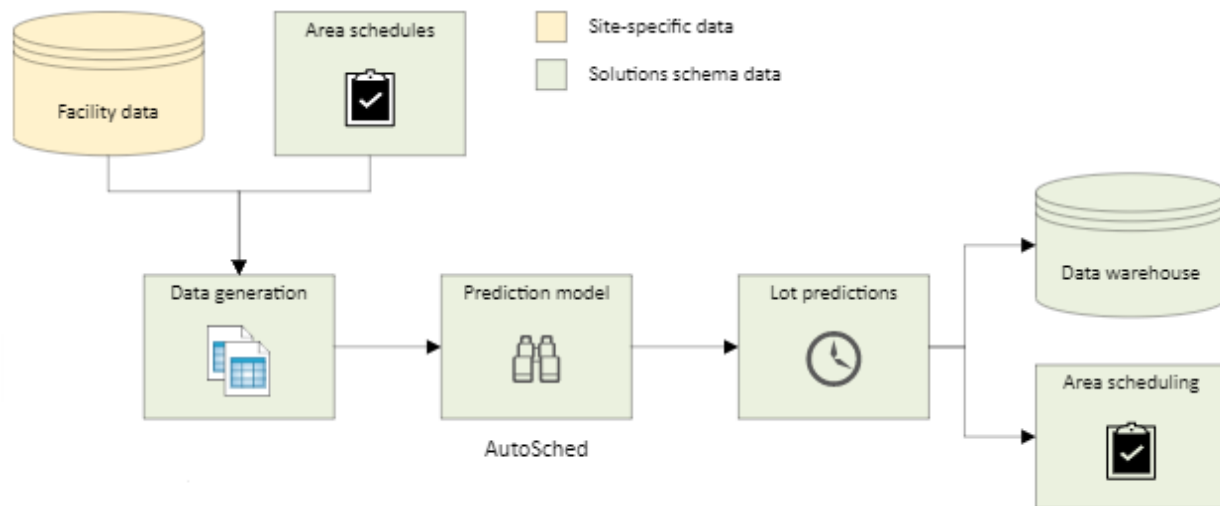 Area schedules
Site-specific data
Solutions schema data
Facility data
Data generation
Prediction model
Lot predictions
Data warehouse
Area scheduling
AutoSched